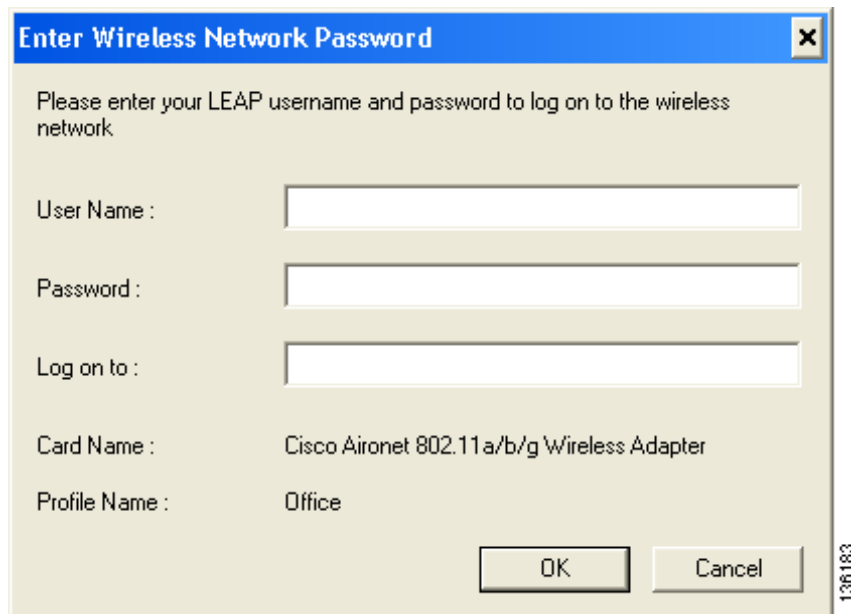 Enter Wireless Network Password
Please enter your LEAP username and password to log on to the wireless
network
User Name :
Password :
Log on to :
Card Name : Cisco Aironet 802.11a/b/g Wireless Adapter
Profile Name : Office
OK Cancel
136183